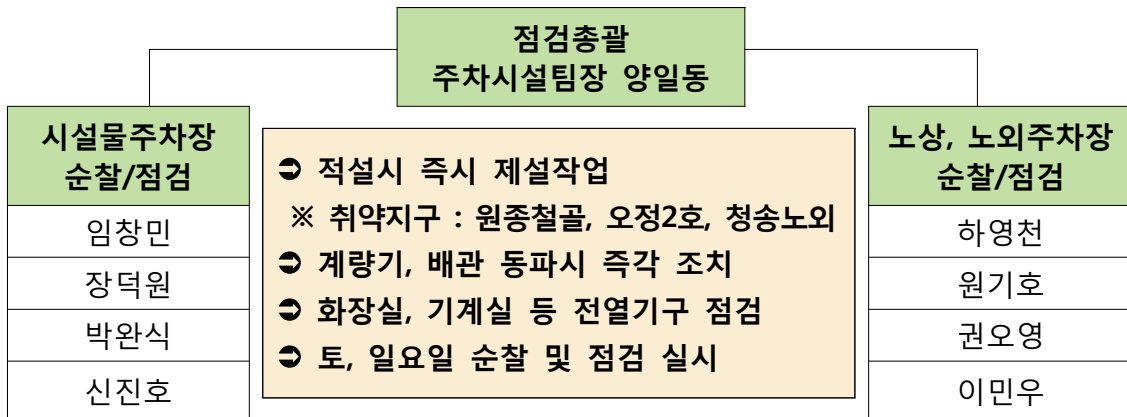 점검총괄
주차시설팀장 양일동
시설물주차장
순찰/점검
임창민
장덕원
박완식
신진호
➲ 적설시 즉시 제설작업
※ 취약지구 : 원종철골, 오정2호, 청송노외
➲ 계량기, 배관 동파시 즉각 조치
➲ 화장실, 기계실 등 전열기구 점검
➲ 토, 일요일 순찰 및 점검 실시
노상, 노외주차장
순찰/점검
하영천
원기호
권오영
이민우